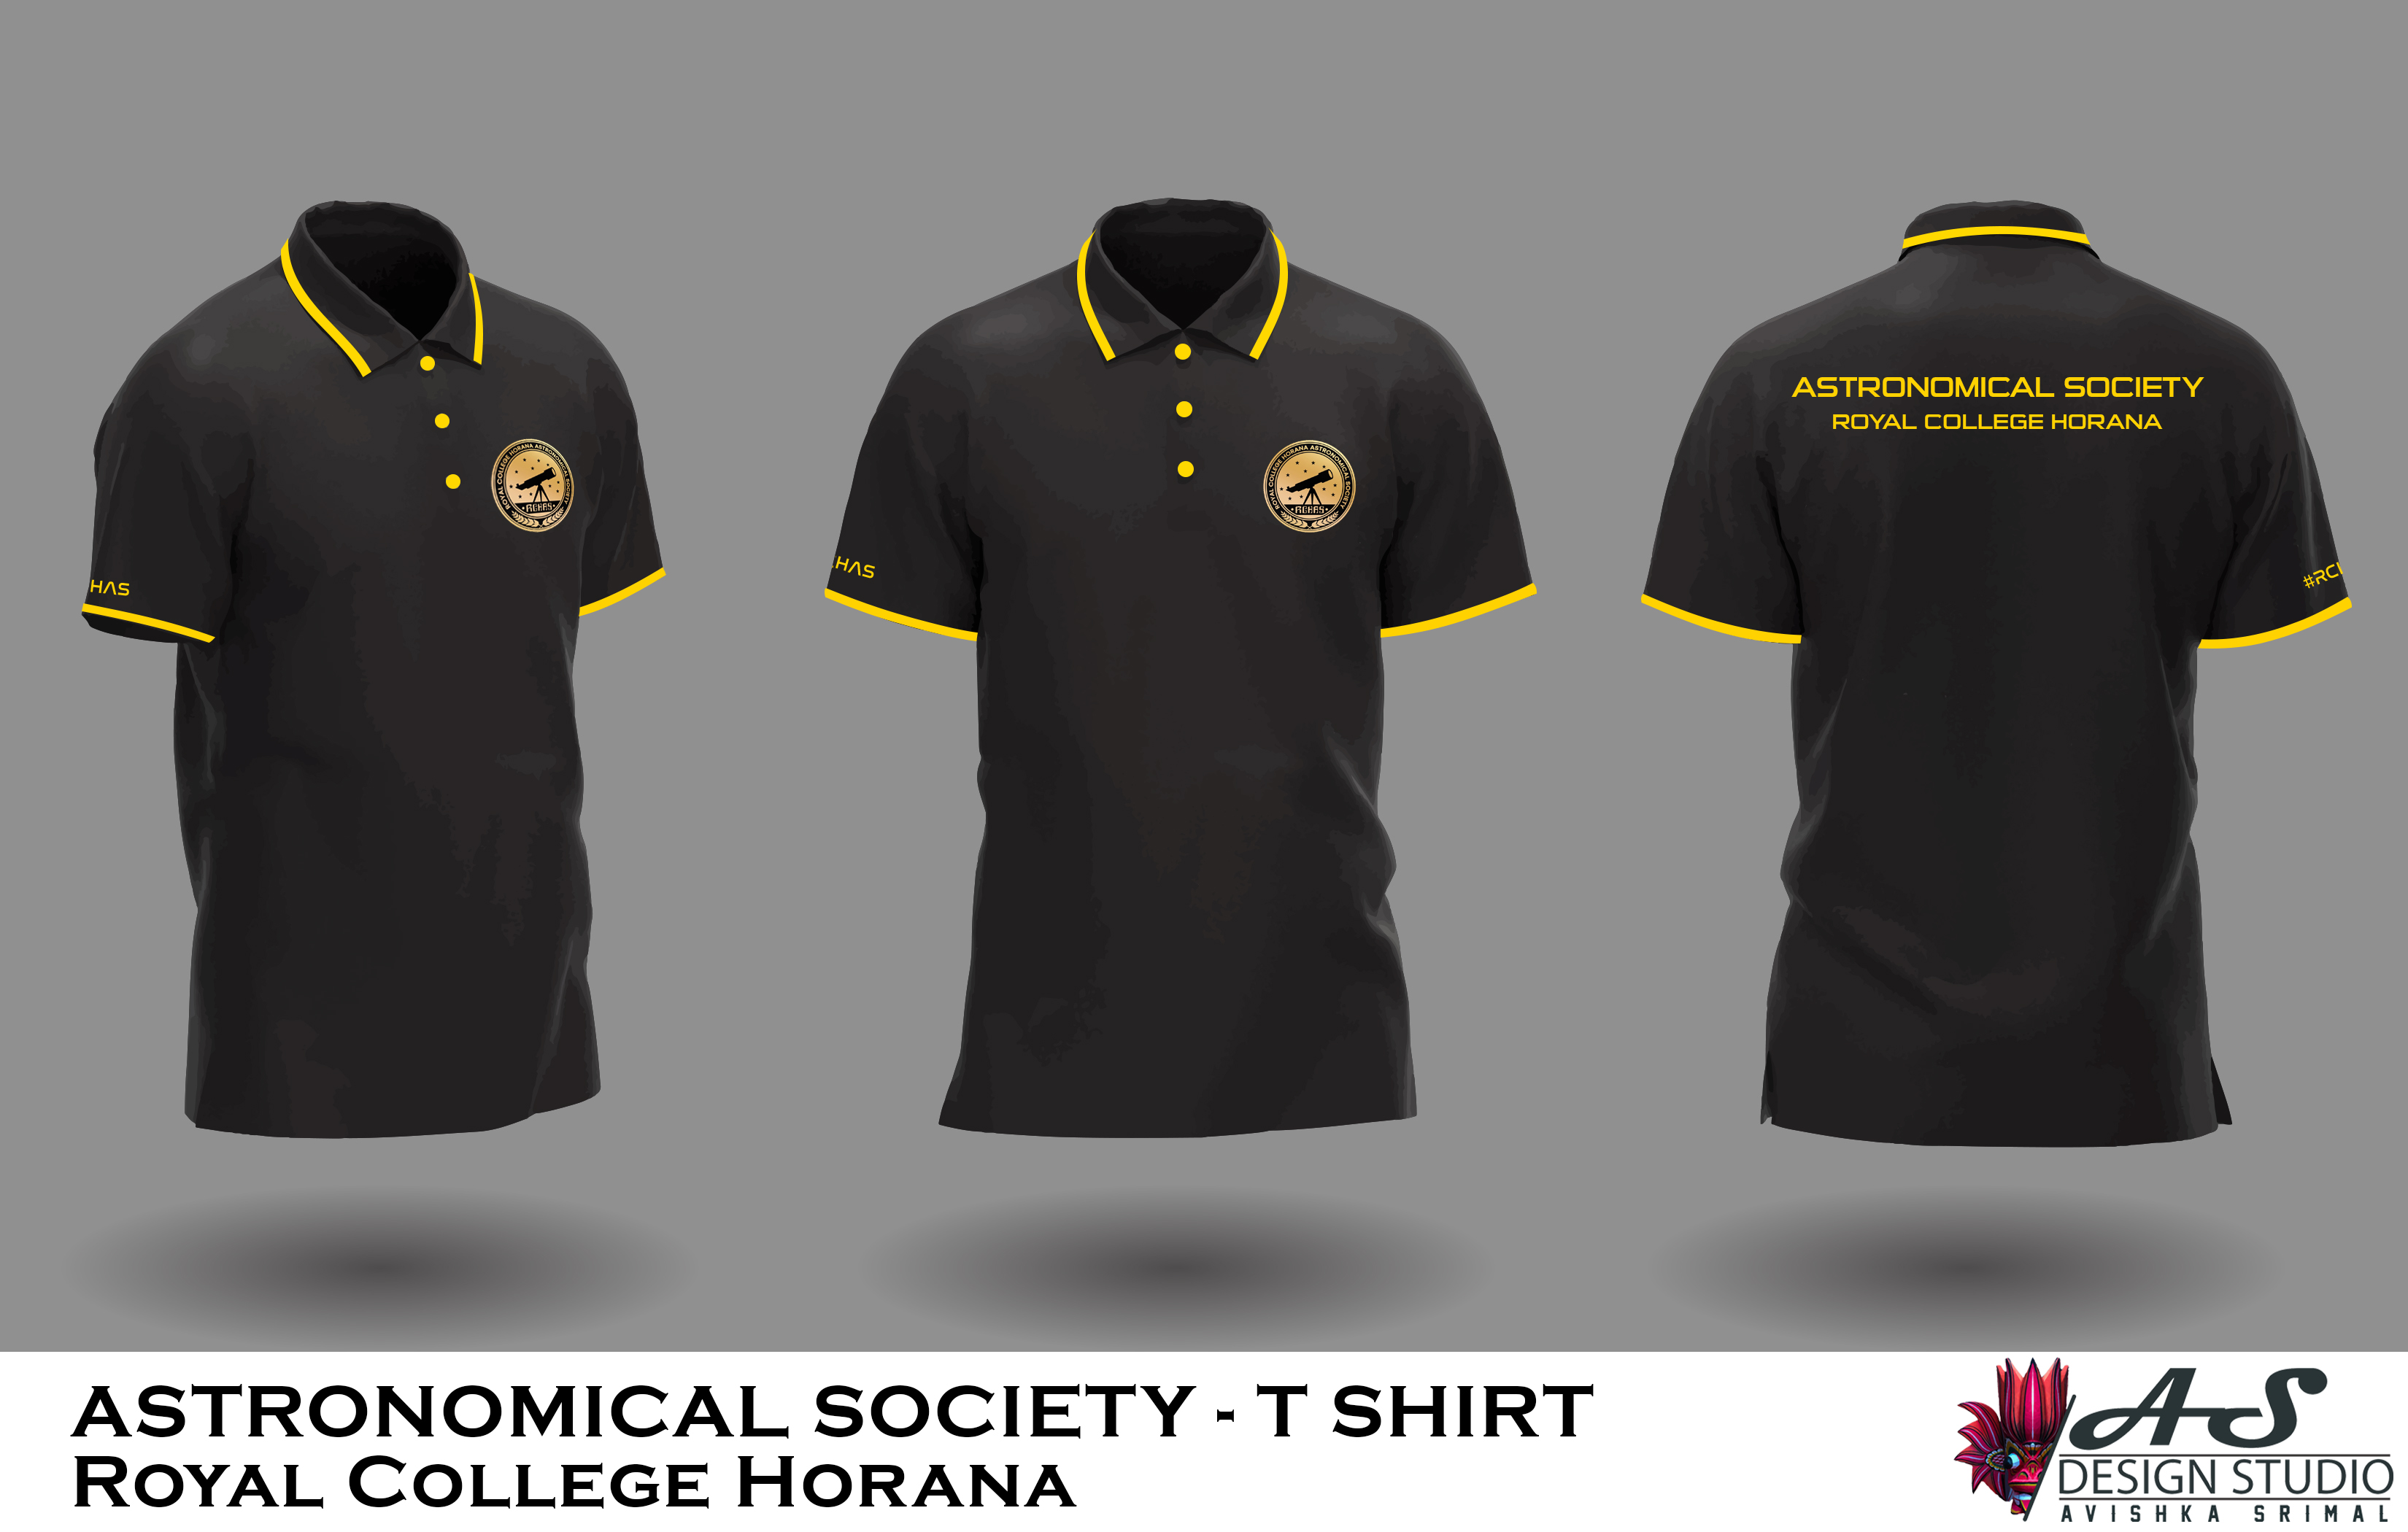 ASTRONOMICAL SOCIETY
ROYAL COLLEGE HORANA
HAS
ROYAL COLLEGE HORANA ASTRONOMICAL SOCIETY
RCHAS
HAS
ROYAL COLLEGE HORANA ASTRONOMICAL SOCIETY
RCHAS
#RC
ASTRONOMICAL SOCIETY - T SHIRT
ROYAL COLLEGE HORANA
AS
DESIGN STUDIO
AVISHKA SRIMAL